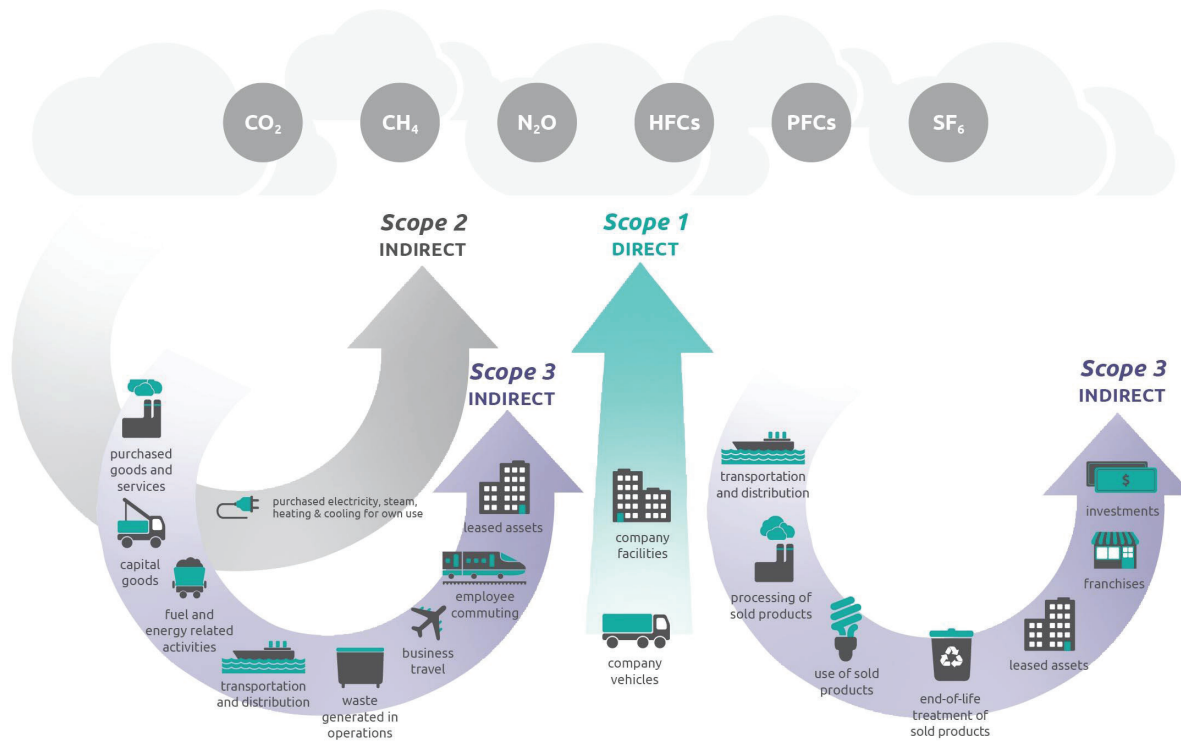 CO₂
CH₄
N₂O
HFCs
PFCs
SF₆
Scope 2
INDIRECT
Scope 1
DIRECT
Scope 3
INDIRECT
Scope 3
INDIRECT
purchased
goods and
services
capital
goods
fuel and
energy related
activities
purchased electricity, steam,
heating & cooling for own use
transportation
and distribution
waste
generated in
operations
business
travel
employee
commuting
leased assets
company
facilities
company
vehicles
transportation
and distribution
processing of
sold products
use of sold
products
end-of-life
treatment of
sold products
leased assets
franchises
$
investments